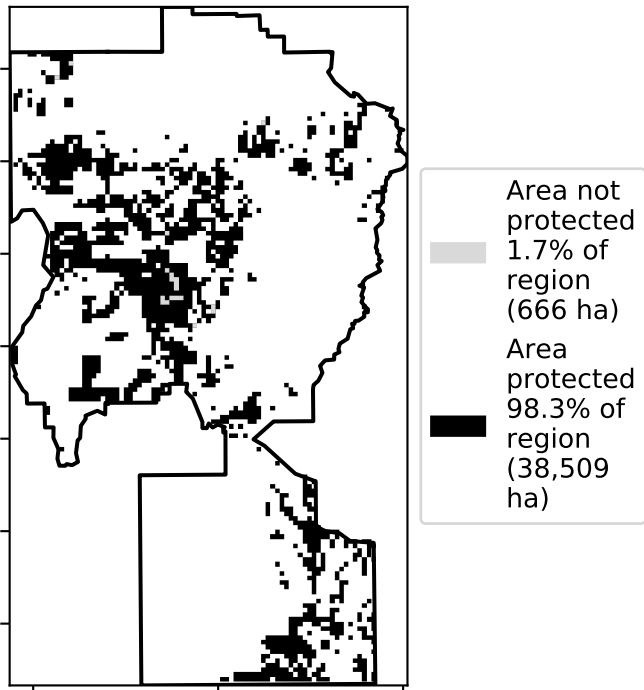 Area not
protected
1.7% of
region
(666 ha)
Area
protected
98.3% of
region
(38,509
ha)